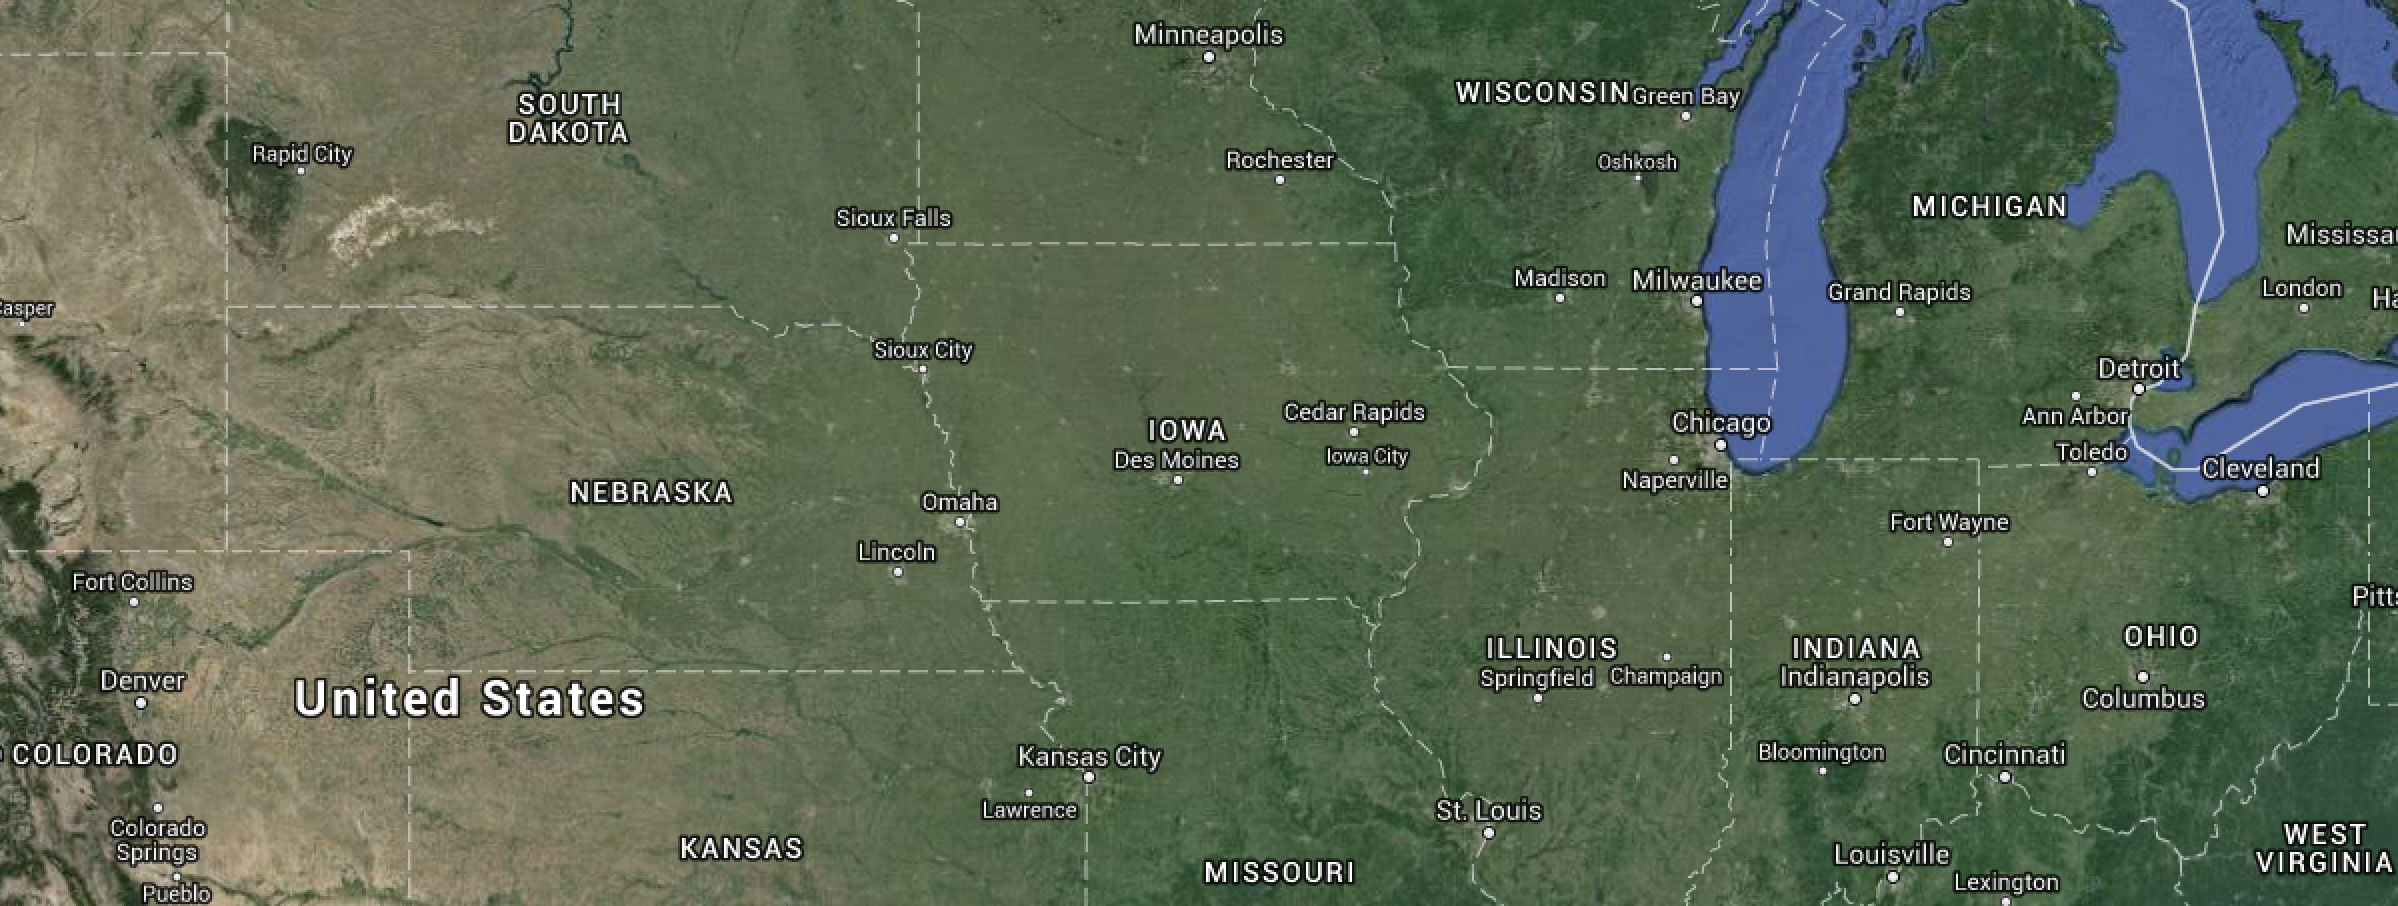 Minneapolis
WISCONSIN
Green Bay
SOUTH
DAKOTA
Rapid City
Rochester
Oshkosh
MICHIGAN
Sioux Falls
Mississau
Madison
Milwaukee
Grand Rapids
London
Ha
Casper
Sioux City
Detroit
Cedar Rapids
Ann Arbor
Chicago
IOWA
Des Moines
Iowa City
Toledo
Cleveland
Naperville
NEBRASKA
Omaha
Fort Wayne
Lincoln
Fort Collins
Pitts
ILLINOIS
INDIANA
OHIO
Springfield
Champaign
Indianapolis
Denver
United States
Columbus
COLORADO
Kansas City
Bloomington
Cincinnati
Lawrence
St. Louis
Colorado
Springs
KANSAS
WEST
VIRGINIA
Louisville
MISSOURI
Lexington
Pueblo